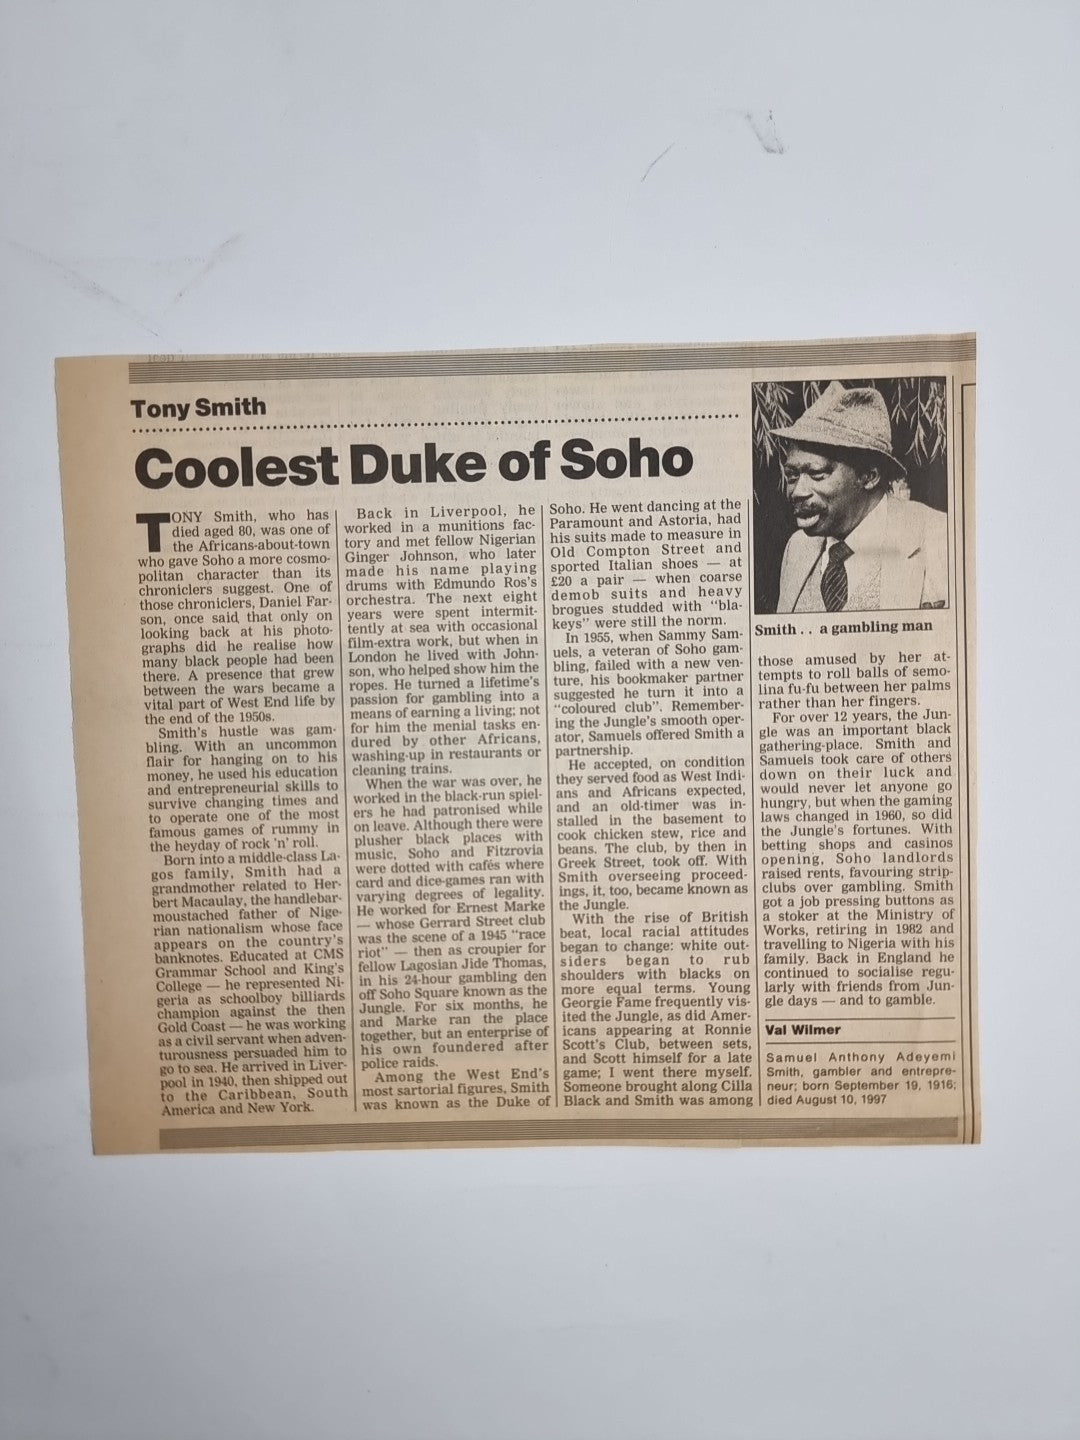 Tony Smith
Coolest Duke of Soho
TONY Smith, who has
died aged 80, was one of
the Africans-about-town
who gave Soho a more cosmo-
politan character than its
chroniclers suggest. One of
those chroniclers, Daniel Far-
son, once said that only on
looking back at his photo-
graphs did he realise how
many black people had been
there. A presence that grew
between the wars became a
vital part of West End life by
the end of the 1950s.
Smith's hustle was gam-
bling. With an uncommon
flair for hanging on to his
money, he used his education
and entrepreneurial skills to
survive changing times and
to operate one of the most
famous games of rummy in
the heyday of rock 'n' roll.
Born into a middle-class La-
gos family, Smith had a
grandmother related to Her-
bert Macaulay, the handlebar-
moustached father of Nige-
rian nationalism whose face
appears on the country's
banknotes. Educated at CMS
Grammar School and King's
College — he represented Ni-
geria as schoolboy billiards
champion against the then
Gold Coast — he was working
as a civil servant when adven-
turousness persuaded him to
go to sea. He arrived in Liver-
pool in 1940, then shipped out
to the Caribbean, South
America and New York.
Back in Liverpool, he
worked in a munitions fac-
tory and met fellow Nigerian
Ginger Johnson, who later
made his name playing
drums with Edmundo Ros's
orchestra. The next eight
years were spent intermit-
tently at sea with occasional
film-extra work, but when in
London he lived with John-
son, who helped show him the
ropes. He turned a lifetime's
passion for gambling into a
means of earning a living; not
for him the menial tasks en-
dured by other Africans,
washing-up in restaurants or
cleaning trains.
When the war was over, he
worked in the black-run spiel-
ers he had patronised while
on leave. Although there were
plusher black places with
music, Soho and Fitzrovia
were dotted with cafés where
card and dice-games ran with
varying degrees of legality.
He worked for Ernest Marke
— whose Gerrard Street club
was the scene of a 1945 "race
riot" — then as croupier for
fellow Lagosian Jide Thomas,
in his 24-hour gambling den
off Soho Square known as the
Jungle. For six months, he
and Marke ran the place
together, but an enterprise of
his own foundered after
police raids.
Among the West End's
most sartorial figures, Smith
was known as the Duke of
Soho. He went dancing at the
Paramount and Astoria, had
his suits made to measure in
Old Compton Street and
sported Italian shoes — at
£20 a pair — when coarse
demob suits and heavy
brogues studded with "bla-
keys" were still the norm.
In 1955, when Sammy Sam-
uels, a veteran of Soho gam-
bling, failed with a new ven-
ture, his bookmaker partner
suggested he turn it into a
"coloured club". Remember-
ing the Jungle's smooth oper-
ator, Samuels offered Smith a
partnership.
He accepted, on condition
they served food as West Indi-
ans and Africans expected,
and an old-timer was in-
stalled in the basement to
cook chicken stew, rice and
beans. The club, by then in
Greek Street, took off. With
Smith overseeing proceed-
ings, it, too, became known as
the Jungle.
With the rise of British
beat, local racial attitudes
began to change: white out-
siders began to rub
shoulders with blacks on
more equal terms. Young
Georgie Fame frequently vis-
ited the Jungle, as did Amer-
icans appearing at Ronnie
Scott's Club, between sets,
and Scott himself for a late
game; I went there myself.
Someone brought along Cilla
Black and Smith was among
Smith . . a gambling man
those amused by her at-
tempts to roll balls of semo-
lina fu-fu between her palms
rather than her fingers.
For over 12 years, the Jun-
gle was an important black
gathering-place. Smith and
Samuels took care of others
down on their luck and
would never let anyone go
hungry, but when the gaming
laws changed in 1960, so did
the Jungle's fortunes. With
betting shops and casinos
opening, Soho landlords
raised rents, favouring strip-
clubs over gambling. Smith
got a job pressing buttons as
a stoker at the Ministry of
Works, retiring in 1982 and
travelling to Nigeria with his
family. Back in England he
continued to socialise regu-
larly with friends from Jun-
gle days — and to gamble.
Val Wilmer
Samuel Anthony Adeyemi
Smith, gambler and entrepre-
neur; born September 19, 1916;
died August 10, 1997